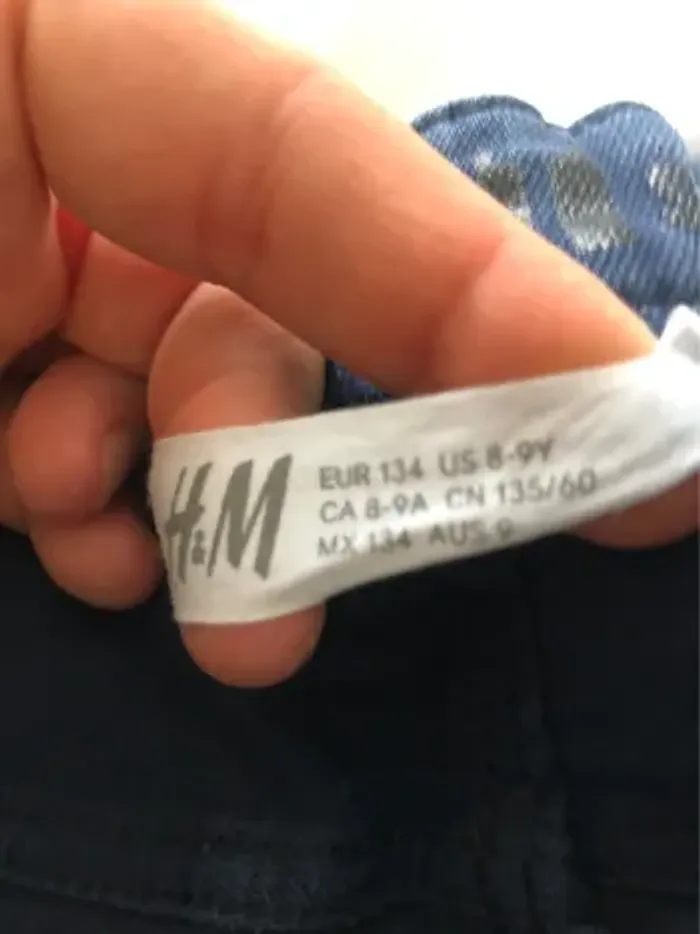 H&M
EUR 134 US 8-9Y
CA 8-9A CN 135/60
MX 134 AUS 9